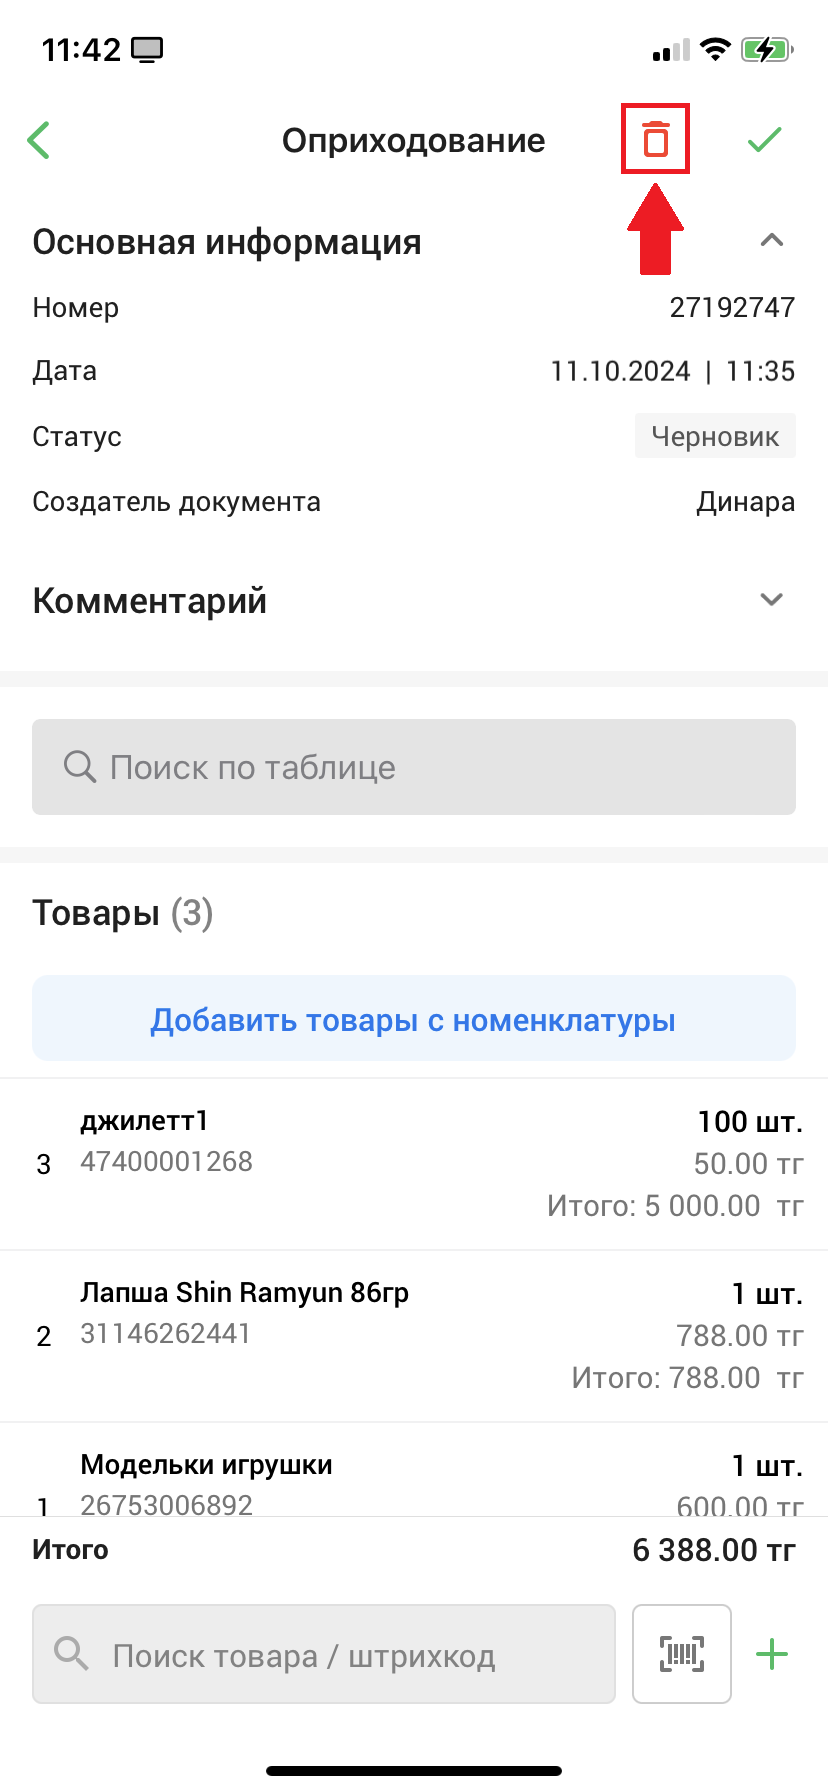 11:42
Оприходование
Основная информация
Номер 27192747
Дата 11.10.2024 | 11:35
Статус Черновик
Создатель документа Динара
Комментарий
Поиск по таблице
Товары (3)
Добавить товары с номенклатуры
джилетт1 100 шт.
3 47400001268 50.00 тг
Итого: 5 000.00 тг
Лапша Shin Ramyun 86гр 1 шт.
2 31146262441 788.00 тг
Итого: 788.00 тг
Модельки игрушки 1 шт.
1 26753006892 600.00 тг
Итого 6 388.00 тг
Поиск товара / штрихкод